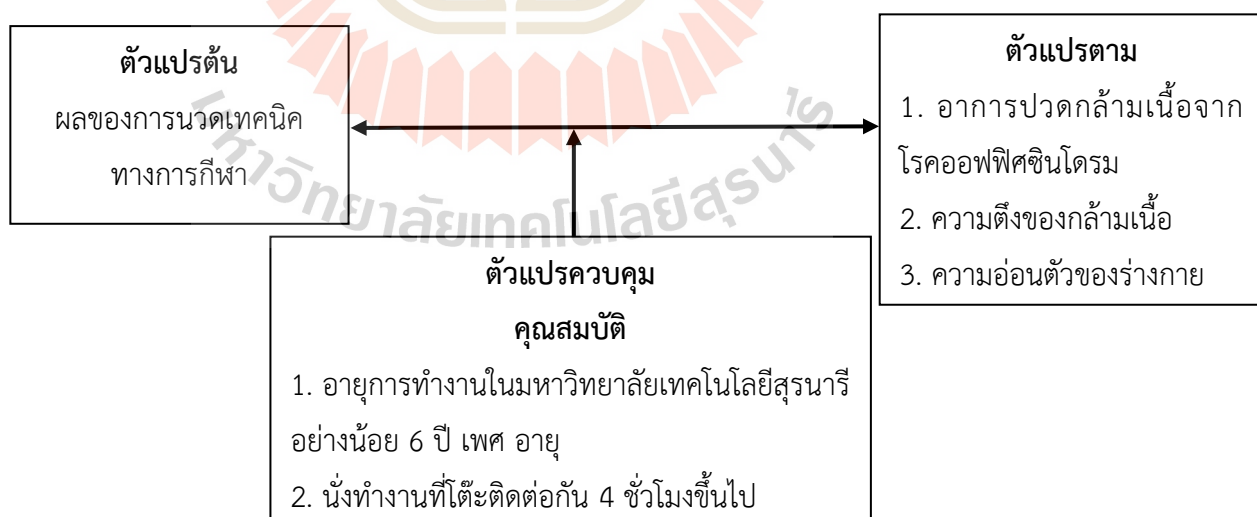 ตัวแปรต้น
ผลของการนวดเทคนิค
ทางการกีฬา
ตัวแปรตาม
1. อาการปวดกล้ามเนื้อจาก
โรคออฟฟิศซินโดรม
2. ความตึงของกล้ามเนื้อ
3. ความอ่อนตัวของร่างกาย
ตัวแปรควบคุม
คุณสมบัติ
1. อายุการทำงานในมหาวิทยาลัยเทคโนโลยีสุรนารี
อย่างน้อย 6 ปี เพศ อายุ
2. นั่งทำงานที่โต๊ะติดต่อกัน 4 ชั่วโมงขึ้นไป